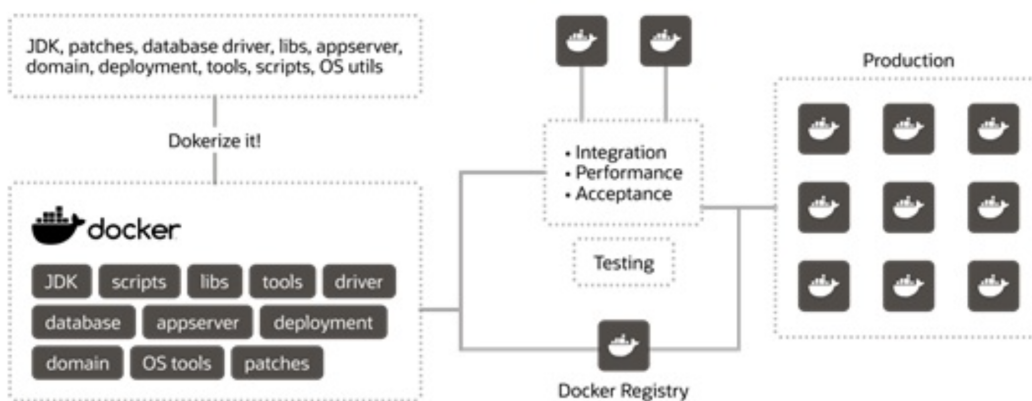 JDK, patches, database driver, libs, appserver,
domain, deployment, tools, scripts, OS utils
Dokerize it!
docker
JDK scripts libs tools driver
database appserver deployment
domain OS tools patches
• Integration
• Performance
• Acceptance
Testing
Docker Registry
Production